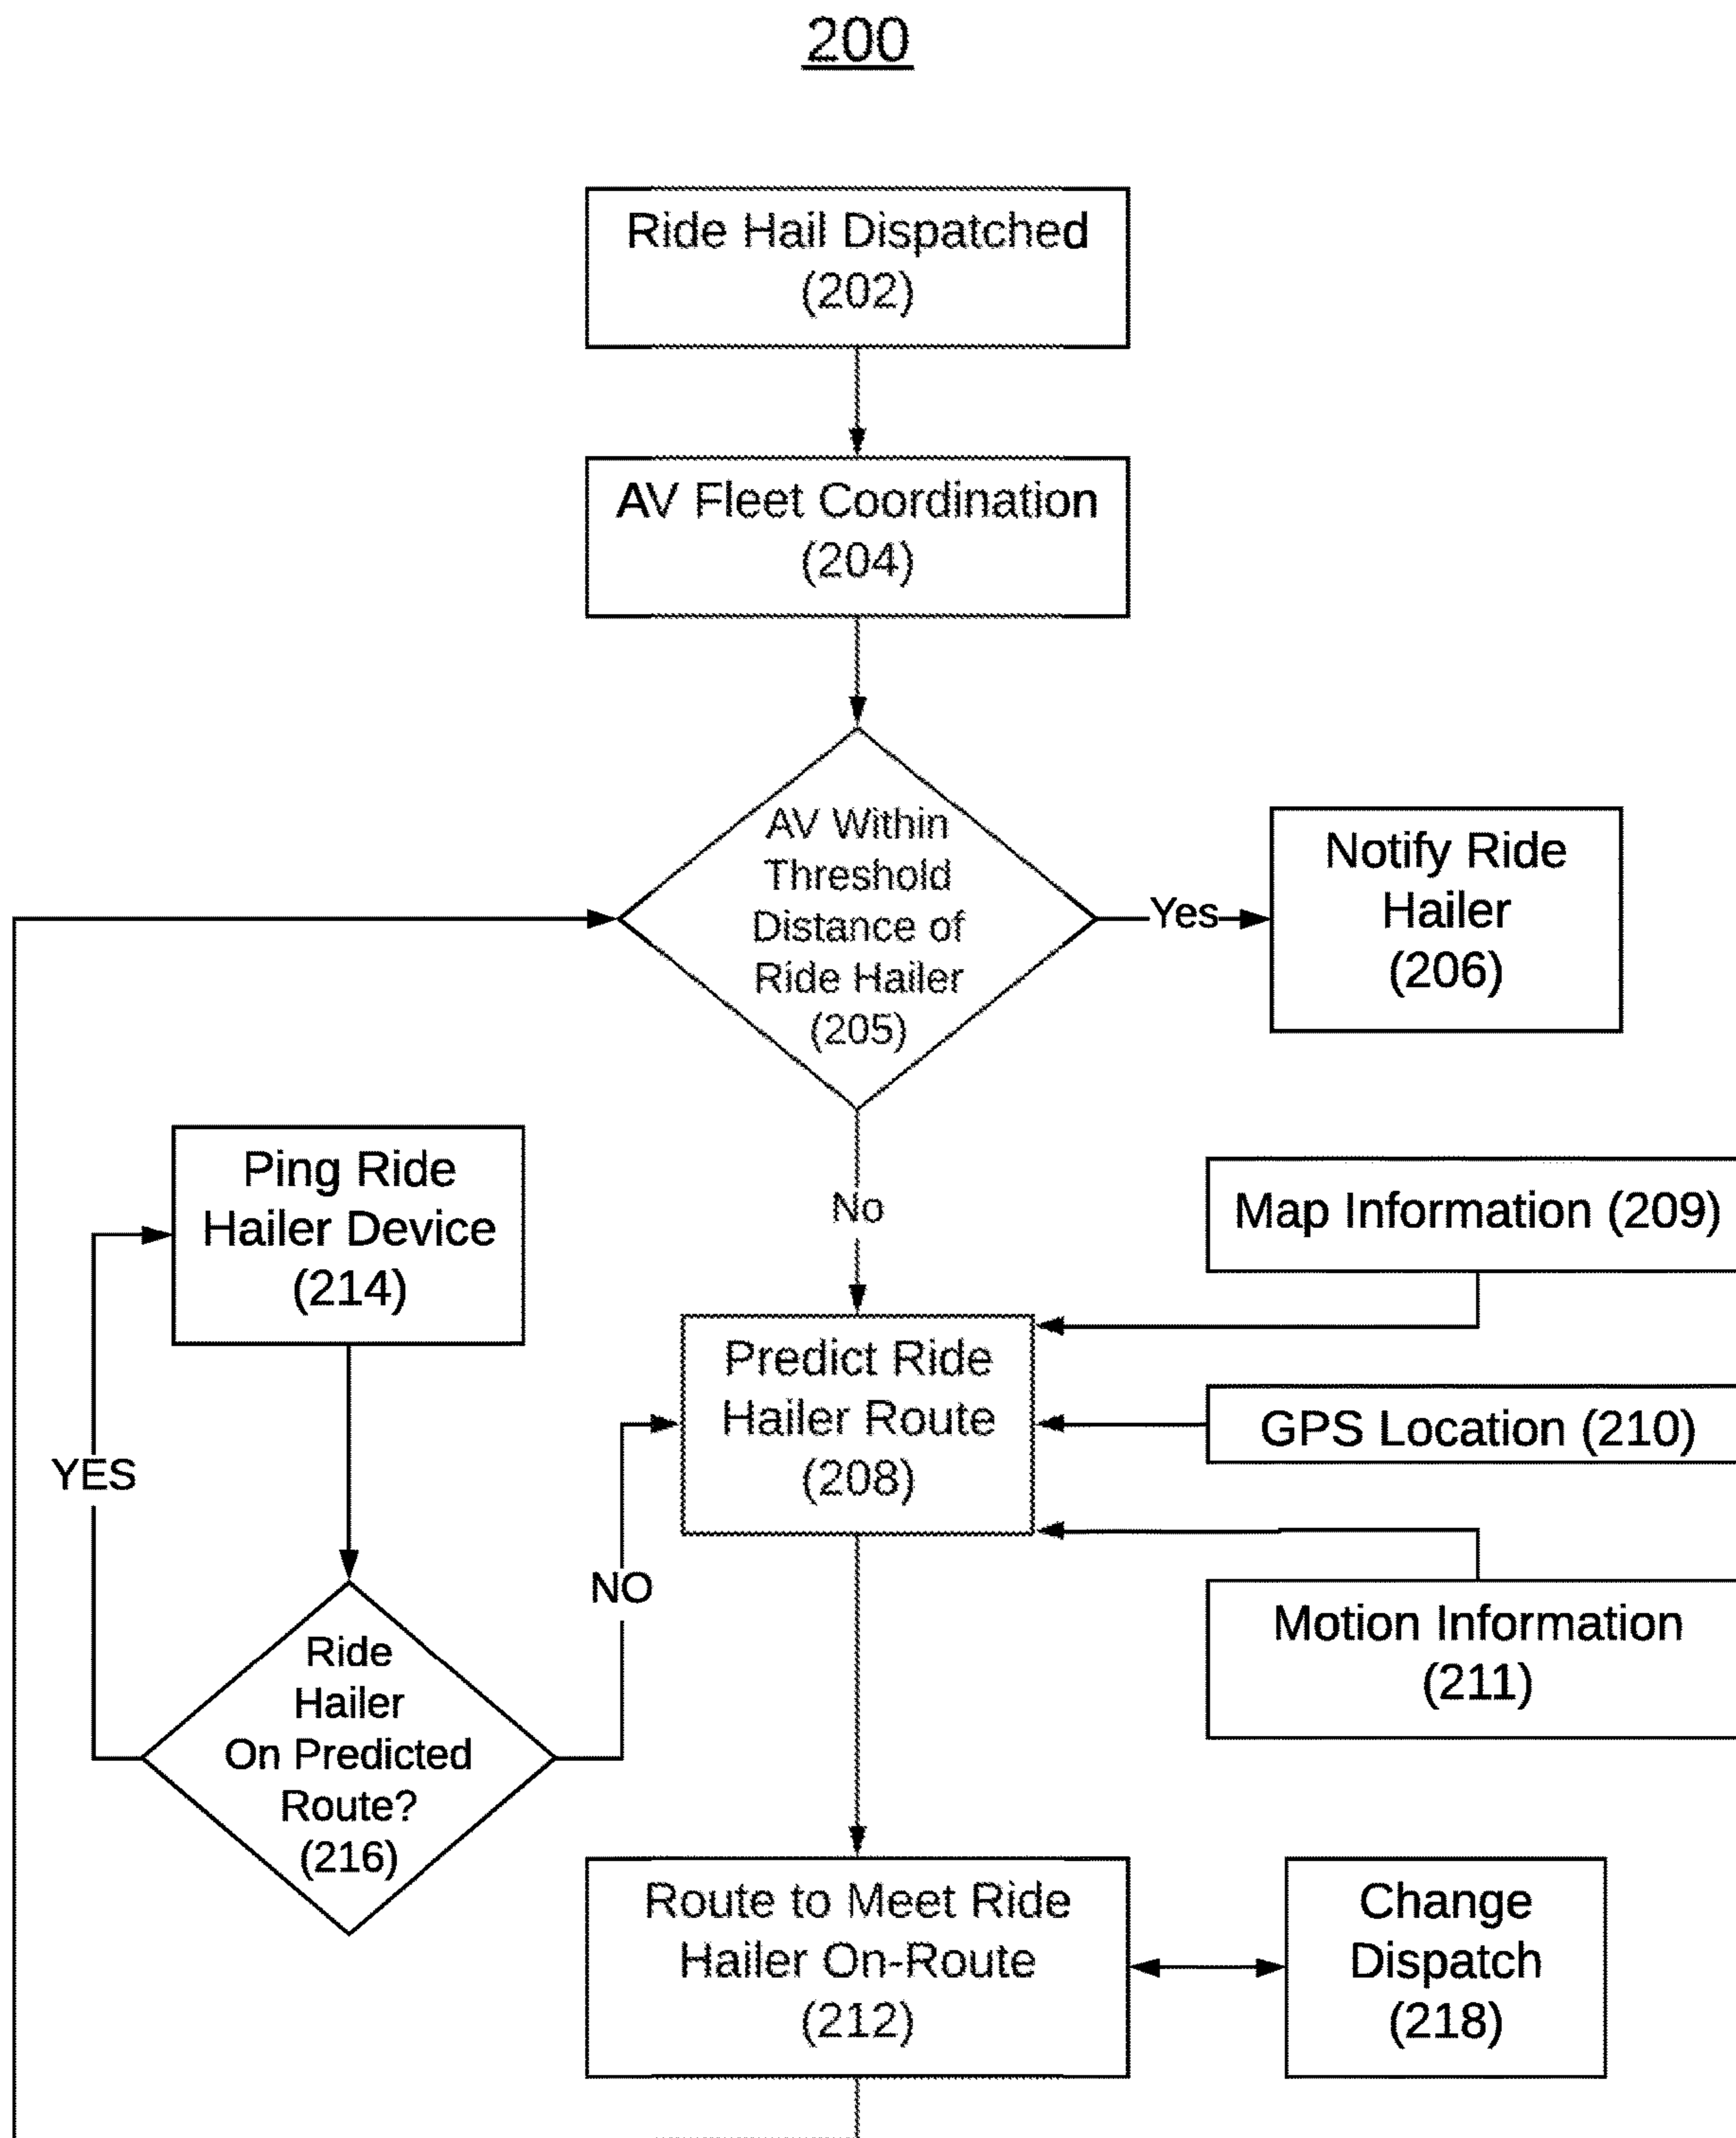 200
Ride Hail Dispatched
(202)
AV Fleet Coordination
(204)
AV Within
Threshold
Distance of
Ride Hailer
(205)
Yes
Notify Ride
Hailer
(206)
No
Ping Ride
Hailer Device
(214)
Map Information (209)
Predict Ride
Hailer Route
(208)
GPS Location (210)
YES
NO
Motion Information
(211)
Ride
Hailer
On Predicted
Route?
(216)
Route to Meet Ride
Hailer On-Route
(212)
Change
Dispatch
(218)